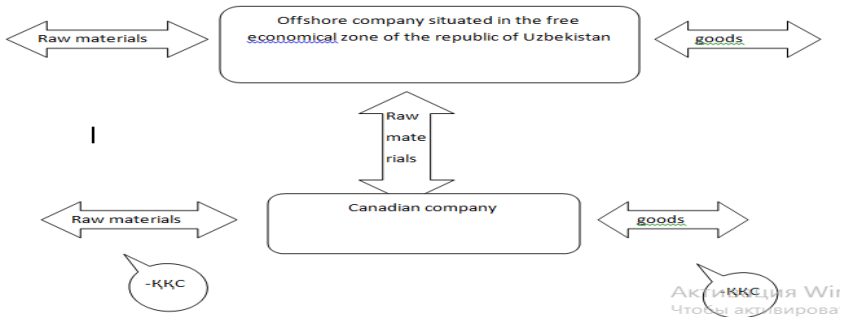 Offshore company situated in the free
economical zone of the republic of Uzbekistan
Raw materials
goods
Raw
mate
rials
Raw materials
Canadian company
goods
-ҚҚС
-ҚҚС
Активация Wi
Чтобы активирова